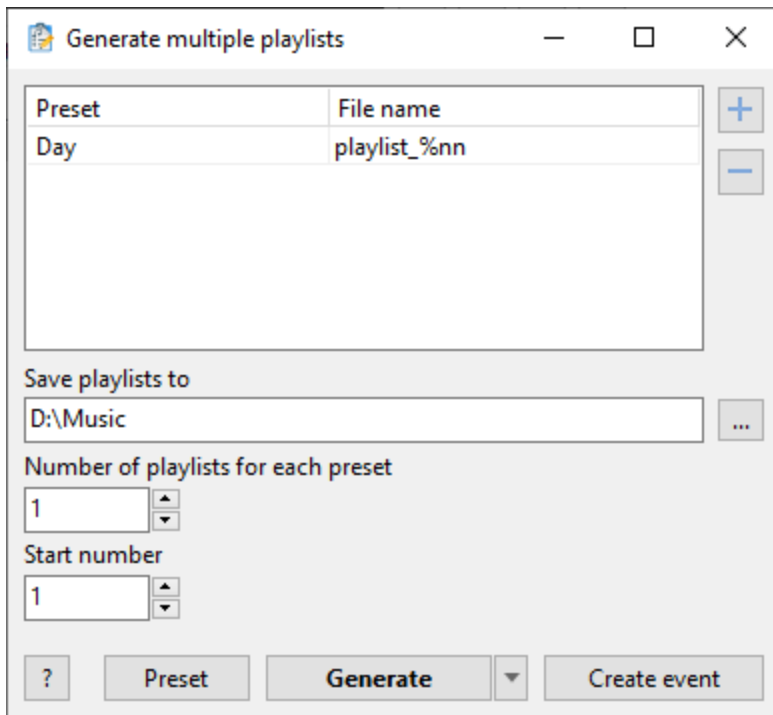 Generate multiple playlists
Preset File name
Day playlist_%nn
Save playlists to
D:\Music
...
Number of playlists for each preset
1
Start number
1
? Preset Generate Create event